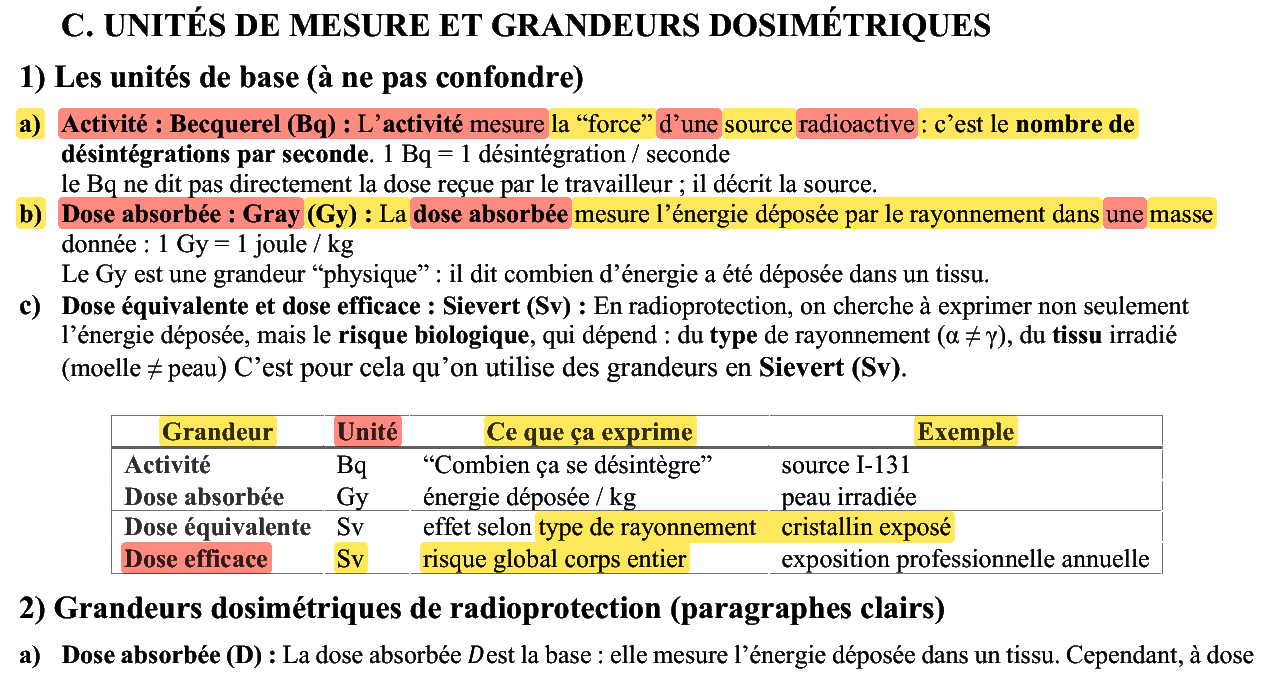 C. UNITÉS DE MESURE ET GRANDEURS DOSIMÉTRIQUES
1) Les unités de base (à ne pas confondre)
a) Activité : Becquerel (Bq) : L’activité mesure la “force” d’une source radioactive : c’est le nombre de
désintégrations par seconde. 1 Bq = 1 désintégration / seconde
le Bq ne dit pas directement la dose reçue par le travailleur ; il décrit la source.
b) Dose absorbée : Gray (Gy) : La dose absorbée mesure l’énergie déposée par le rayonnement dans une masse
donnée : 1 Gy = 1 joule / kg
Le Gy est une grandeur “physique” : il dit combien d’énergie a été déposée dans un tissu.
c) Dose équivalente et dose efficace : Sievert (Sv) : En radioprotection, on cherche à exprimer non seulement
l’énergie déposée, mais le risque biologique, qui dépend : du type de rayonnement (α ≠ γ), du tissu irradié
(moelle ≠ peau) C’est pour cela qu’on utilise des grandeurs en Sievert (Sv).
Grandeur Unité Ce que ça exprime Exemple
Activité Bq “Combien ça se désintègre” source I-131
Dose absorbée Gy énergie déposée / kg peau irradiée
Dose équivalente Sv effet selon type de rayonnement cristallin exposé
Dose efficace Sv risque global corps entier exposition professionnelle annuelle
2) Grandeurs dosimétriques de radioprotection (paragraphes clairs)
a) Dose absorbée (D) : La dose absorbée Dest la base : elle mesure l’énergie déposée dans un tissu. Cependant, à dose